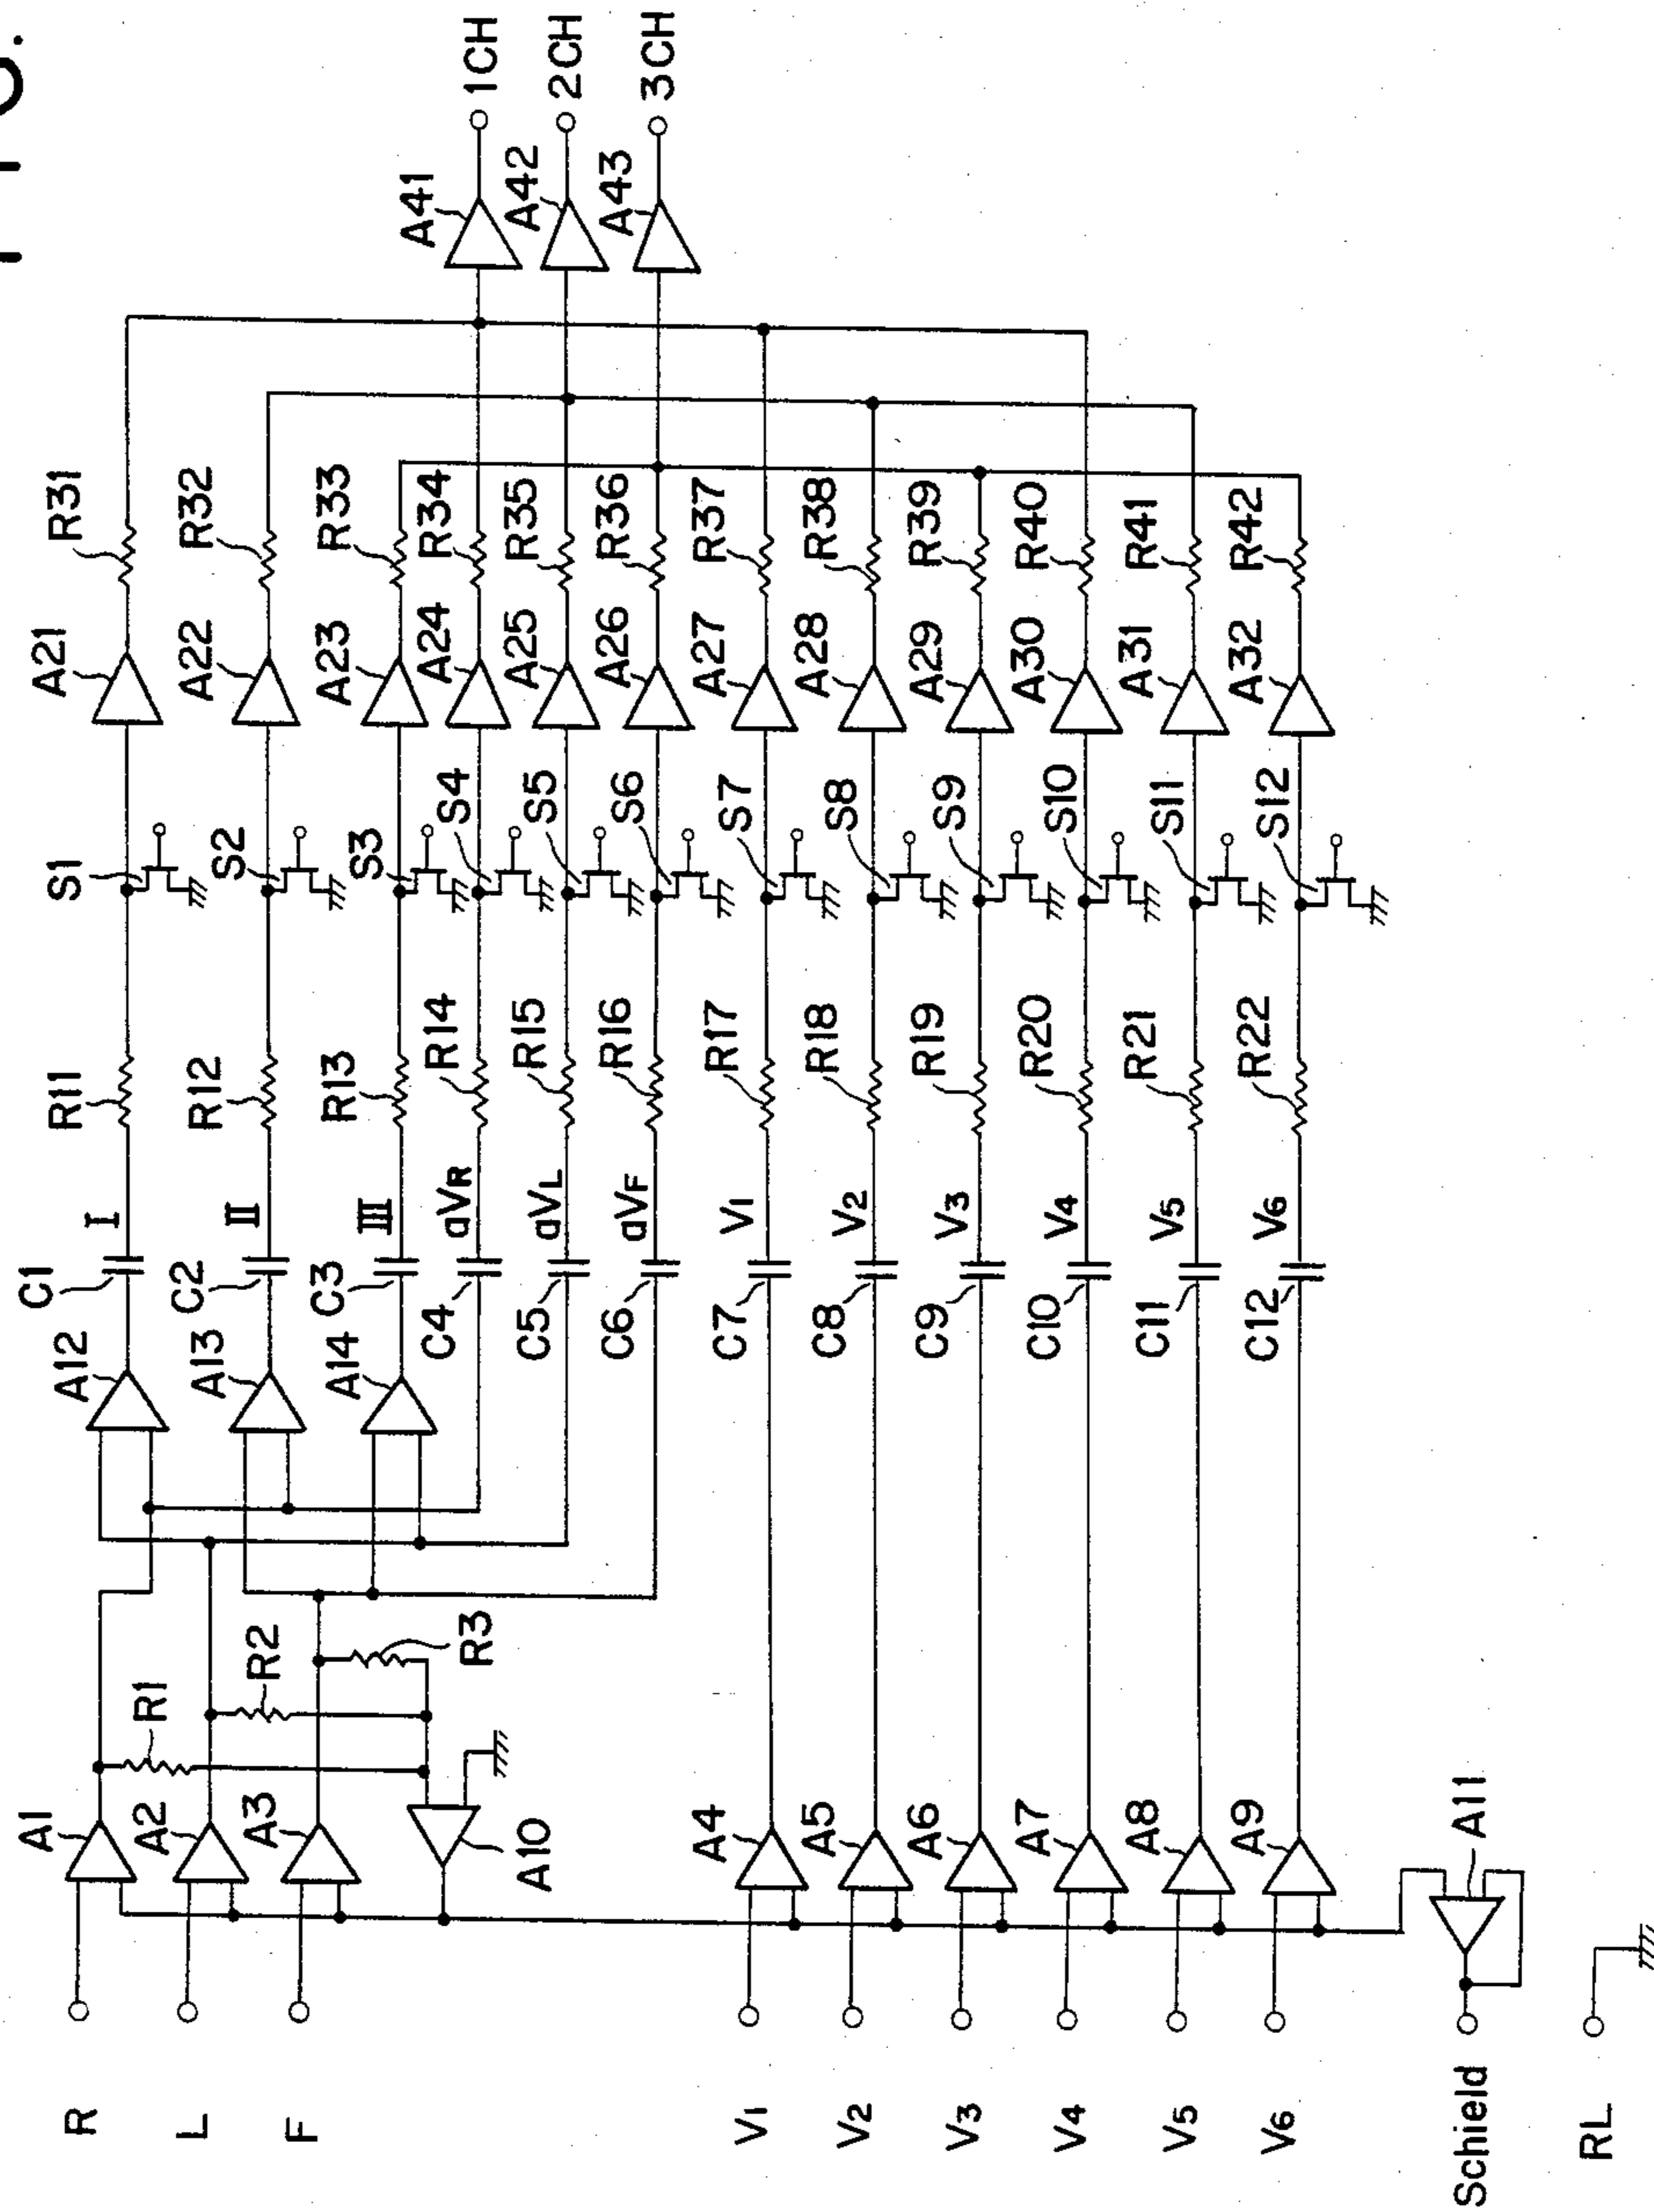 FIG.
R
L
F
V1
V2
V3
V4
V5
V6
Schield
RL
A1
A2
A3
A10
A4
A5
A6
A7
A8
A9
A11
R1
R2
R3
A12
A13
A14
C1
C2
C3
C4
C5
C6
C7
C8
C9
C10
C11
C12
I
II
III
aVR
aVL
aVF
V1
V2
V3
V4
V5
V6
R11
R12
R13
R14
R15
R16
R17
R18
R19
R20
R21
R22
S1
S2
S3
S4
S5
S6
S7
S8
S9
S10
S11
S12
A21
A22
A23
A24
A25
A26
A27
A28
A29
A30
A31
A32
R31
R32
R33
R34
R35
R36
R37
R38
R39
R40
R41
R42
A41
A42
A43
1CH
2CH
3CH